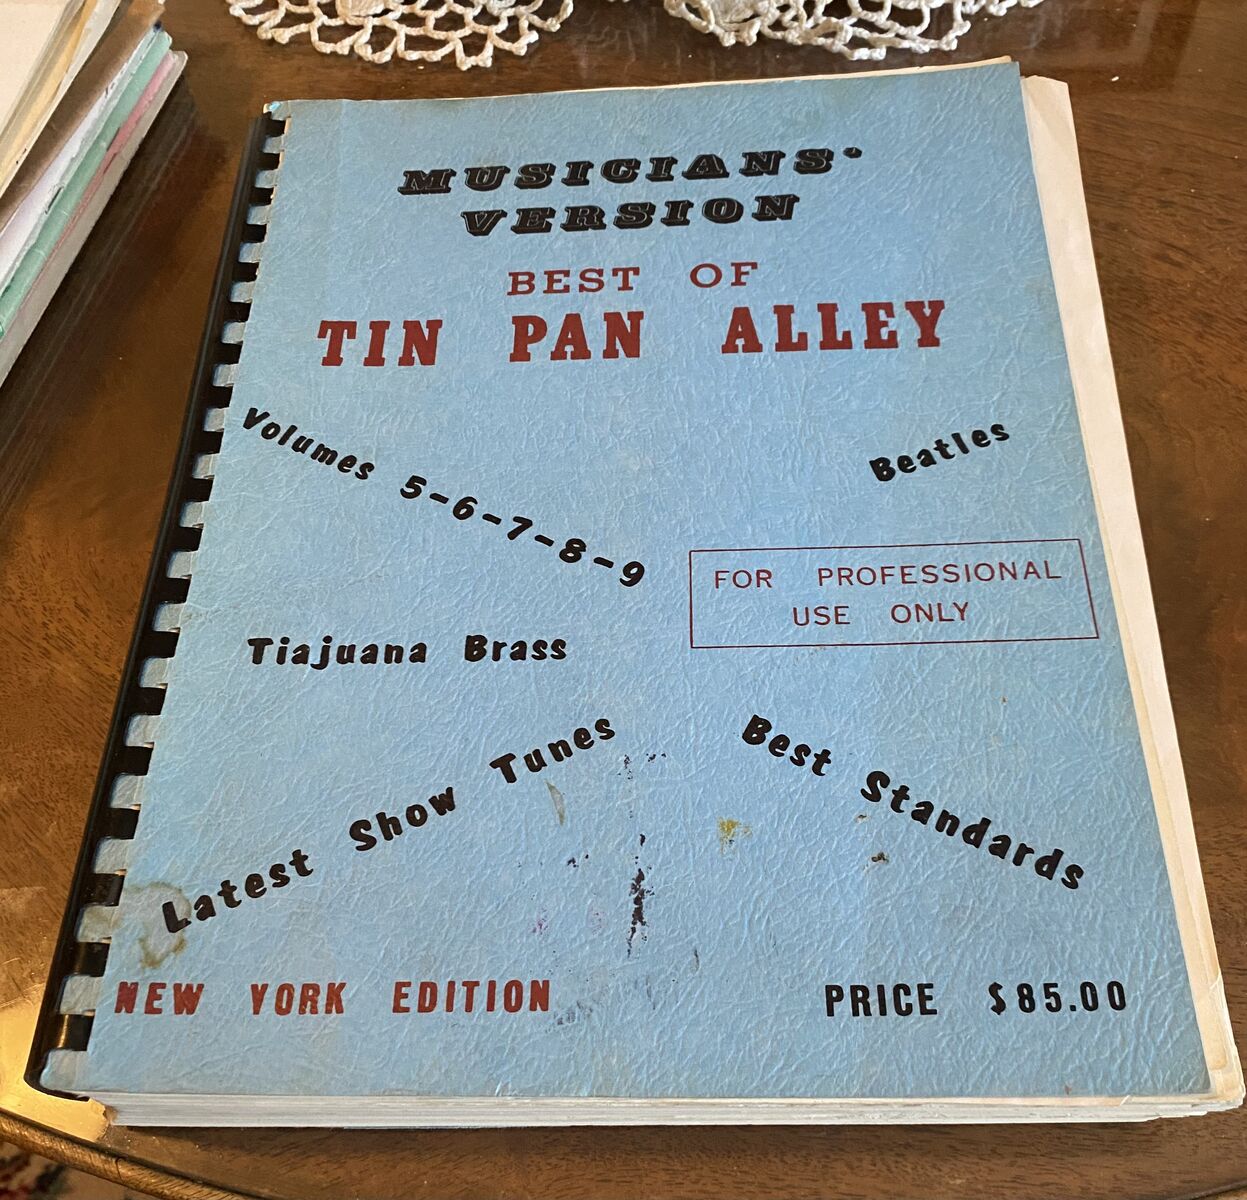 MUSICIANS'
VERSION
BEST OF
TIN PAN ALLEY
Volumes 5-6-7-8-9
Beatles
FOR PROFESSIONAL
USE ONLY
Tiajuana Brass
Latest Show Tunes
Best Standards
NEW YORK EDITION
PRICE $85.00